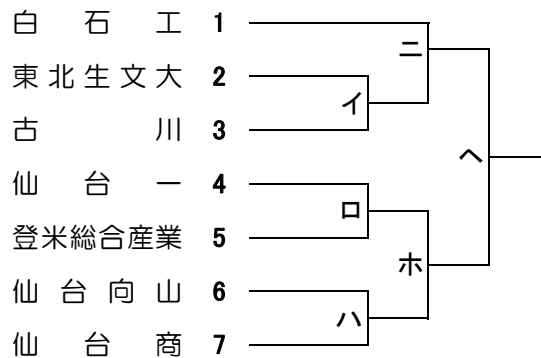 白石工 1
ニ
東北生文大 2
イ
古川 3
ヘ
仙台一 4
ロ
登米総合産業 5
ホ
仙台向山 6
ハ
仙台商 7